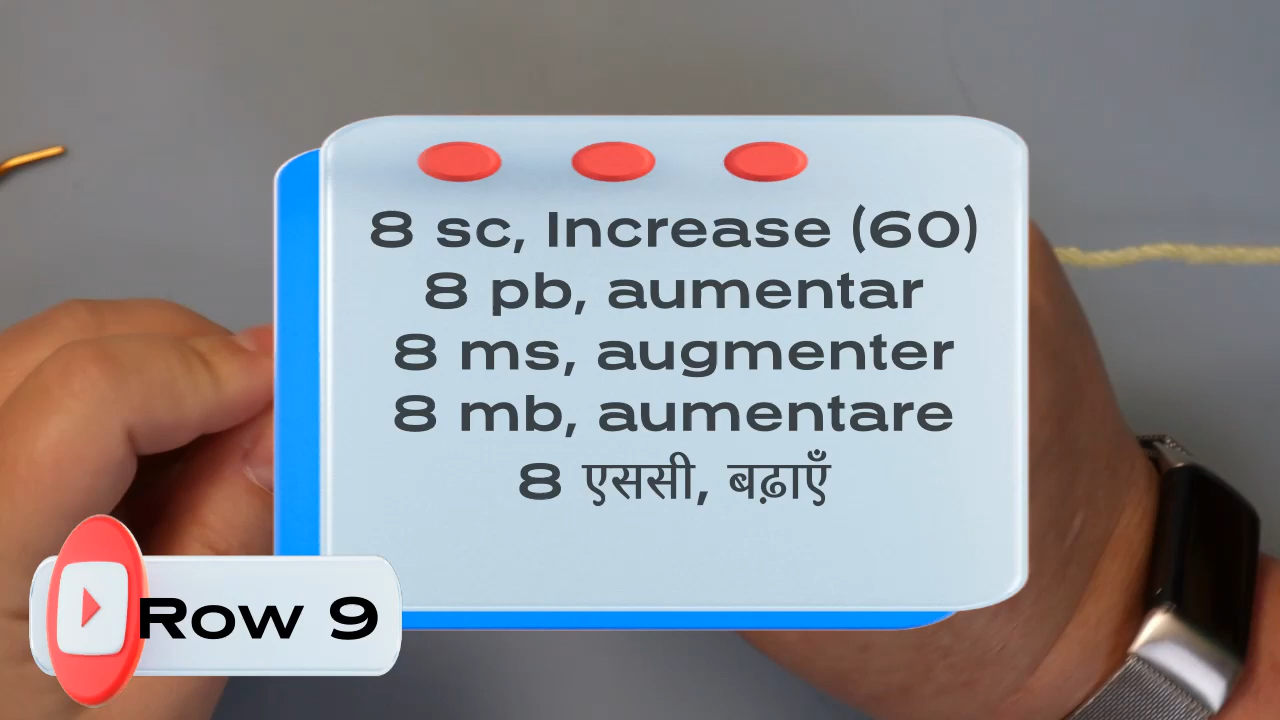 8 sc, Increase (60)
8 pb, aumentar
8 ms, augmenter
8 mb, aumentare
8 एससी, बढ़ाएँ
Row 9